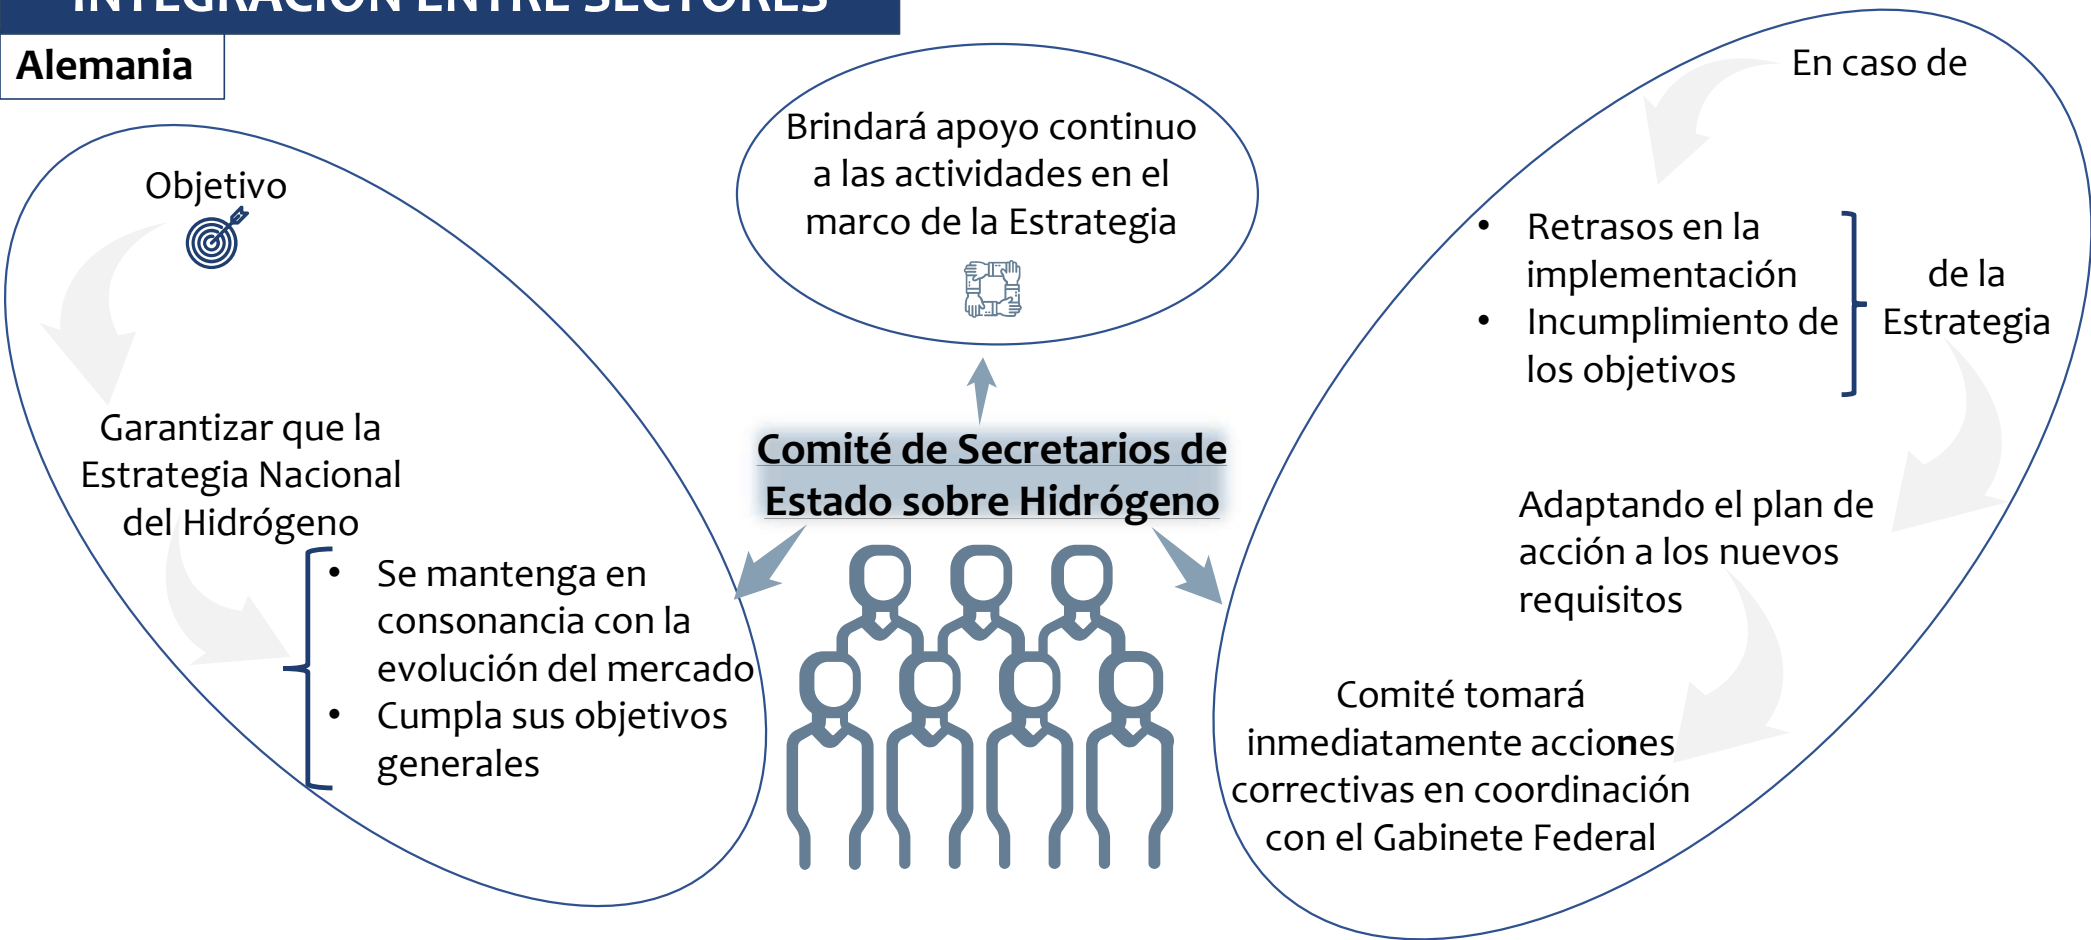 INTEGRACIÓN ENTRE SECTORES
Alemania
Objetivo
Garantizar que la
Estrategia Nacional
del Hidrógeno
• Se mantenga en
consonancia con la
evolución del mercado
• Cumpla sus objetivos
generales
Brindará apoyo continuo
a las actividades en el
marco de la Estrategia
Comité de Secretarios de
Estado sobre Hidrógeno
En caso de
• Retrasos en la
implementación
• Incumplimiento de
los objetivos
de la
Estrategia
Adaptando el plan de
acción a los nuevos
requisitos
Comité tomará
inmediatamente acciones
correctivas en coordinación
con el Gabinete Federal